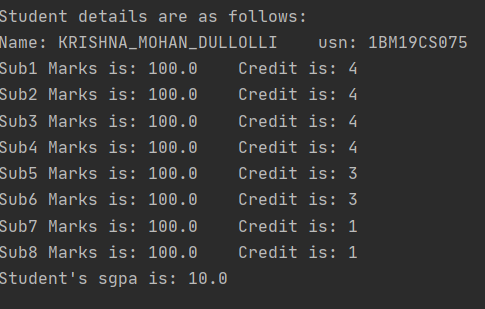 Student details are as follows:
Name: KRISHNA_MOHAN_DULLOLLI    usn: 1BM19CS075
Sub1 Marks is: 100.0    Credit is: 4
Sub2 Marks is: 100.0    Credit is: 4
Sub3 Marks is: 100.0    Credit is: 4
Sub4 Marks is: 100.0    Credit is: 4
Sub5 Marks is: 100.0    Credit is: 3
Sub6 Marks is: 100.0    Credit is: 3
Sub7 Marks is: 100.0    Credit is: 1
Sub8 Marks is: 100.0    Credit is: 1
Student's sgpa is: 10.0